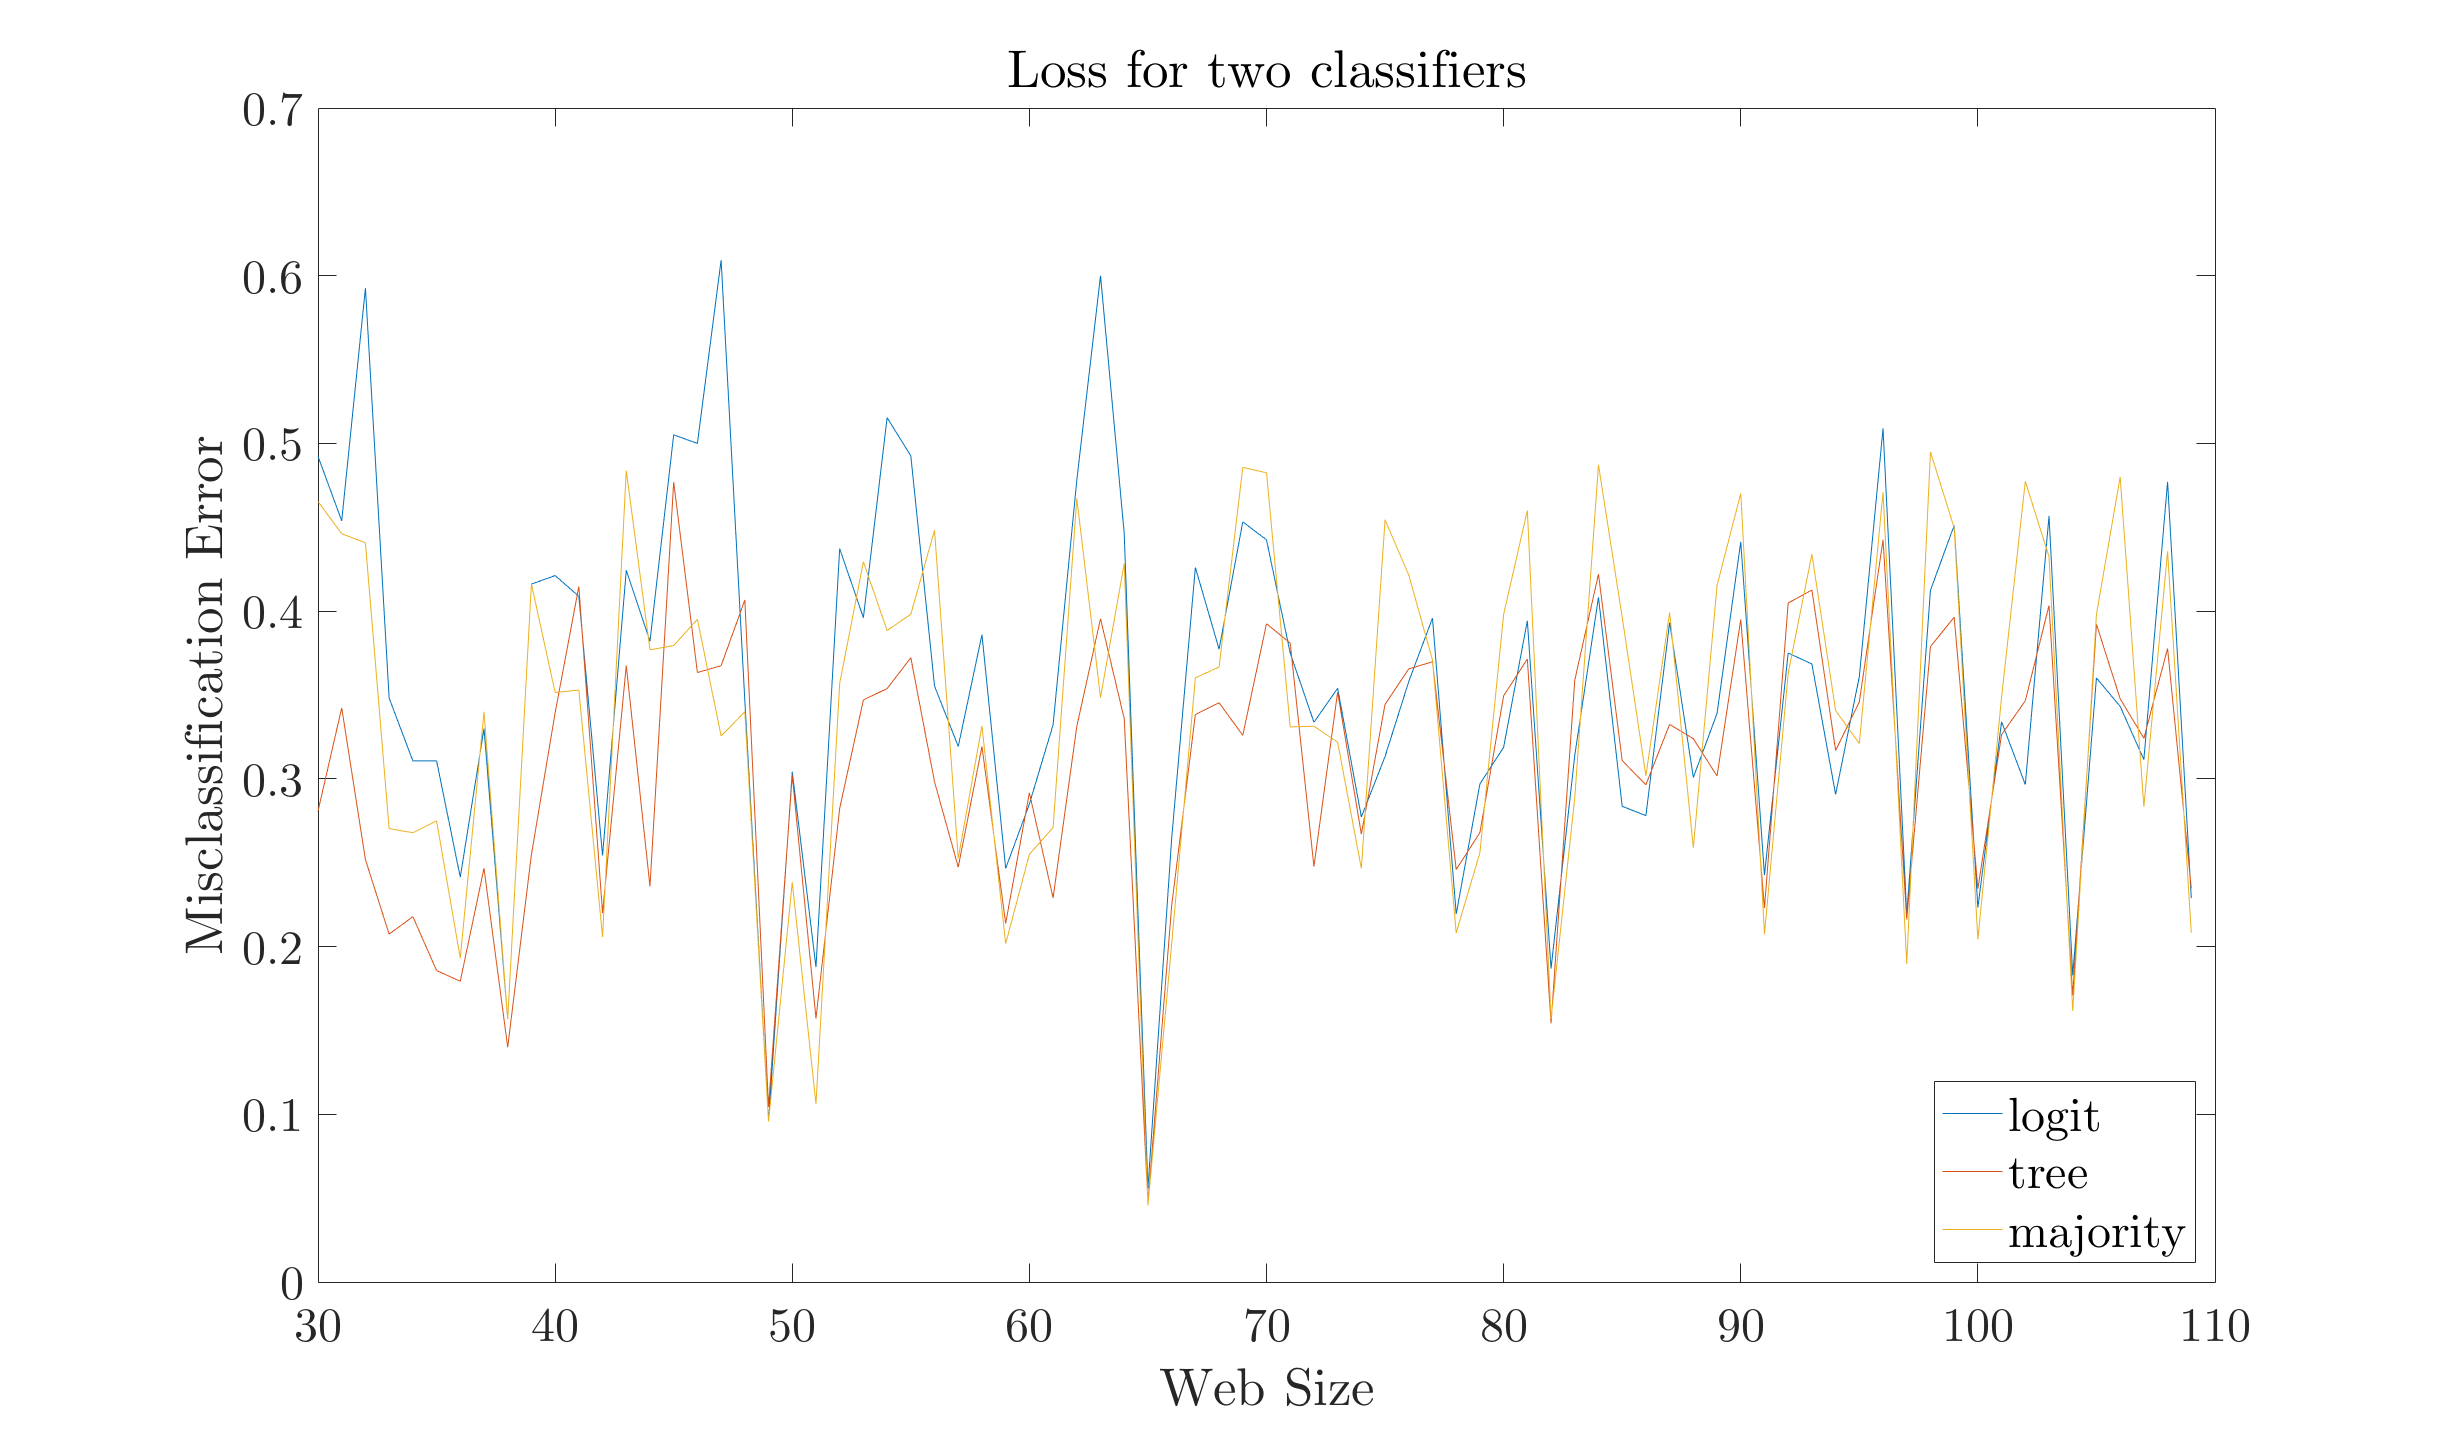 Loss for two classifiers
0.7
0.6
0.5
0.4
0.3
0.2
0.1
0
Misclassification Error
30 40 50 60 70 80 90 100 110
Web Size
logit
tree
majority